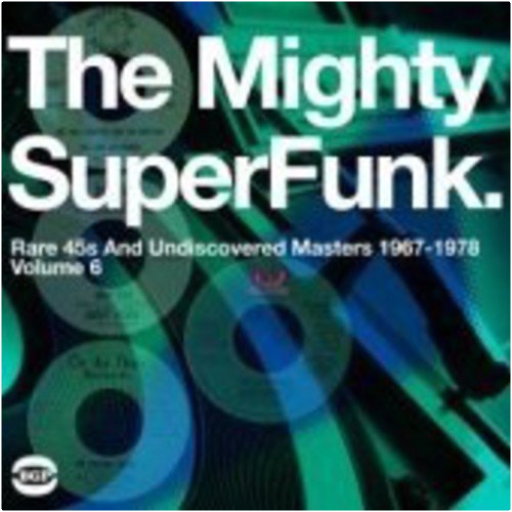 The Mighty
SuperFunk.
Rare 45s And Undiscovered Masters 1967-1978
Volume 6
BGP